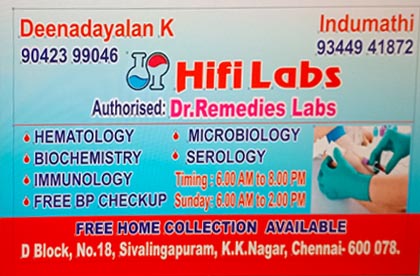 Deenadayalan K
90423 99046
Indumathi
93449 41872
Hifi Labs
Authorised: Dr.Remedies Labs
HEMATOLOGY
MICROBIOLOGY
BIOCHEMISTRY
SEROLOGY
IMMUNOLOGY
Timing : 6.00 AM to 8.00 PM
FREE BP CHECKUP
Sunday: 6.00 AM to 2.00 PM
FREE HOME COLLECTION AVAILABLE
D Block, No.18, Sivalingapuram, K.K.Nagar, Chennai- 600 078.